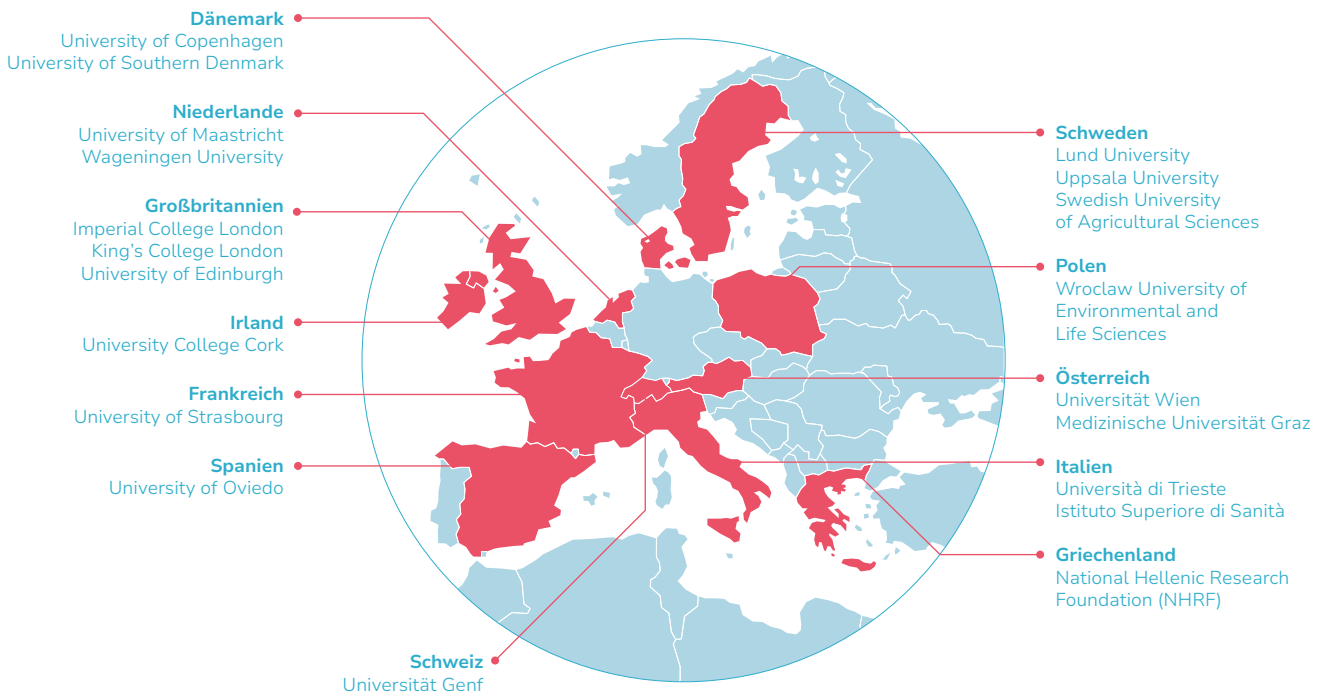 Dänemark
University of Copenhagen
University of Southern Denmark
Niederlande
University of Maastricht
Wageningen University
Großbritannien
Imperial College London
King's College London
University of Edinburgh
Irland
University College Cork
Frankreich
University of Strasbourg
Spanien
University of Oviedo
Schweiz
Universität Genf
Schweden
Lund University
Uppsala University
Swedish University
of Agricultural Sciences
Polen
Wroclaw University of
Environmental and
Life Sciences
Österreich
Universität Wien
Medizinische Universität Graz
Italien
Università di Trieste
Istituto Superiore di Sanità
Griechenland
National Hellenic Research
Foundation (NHRF)